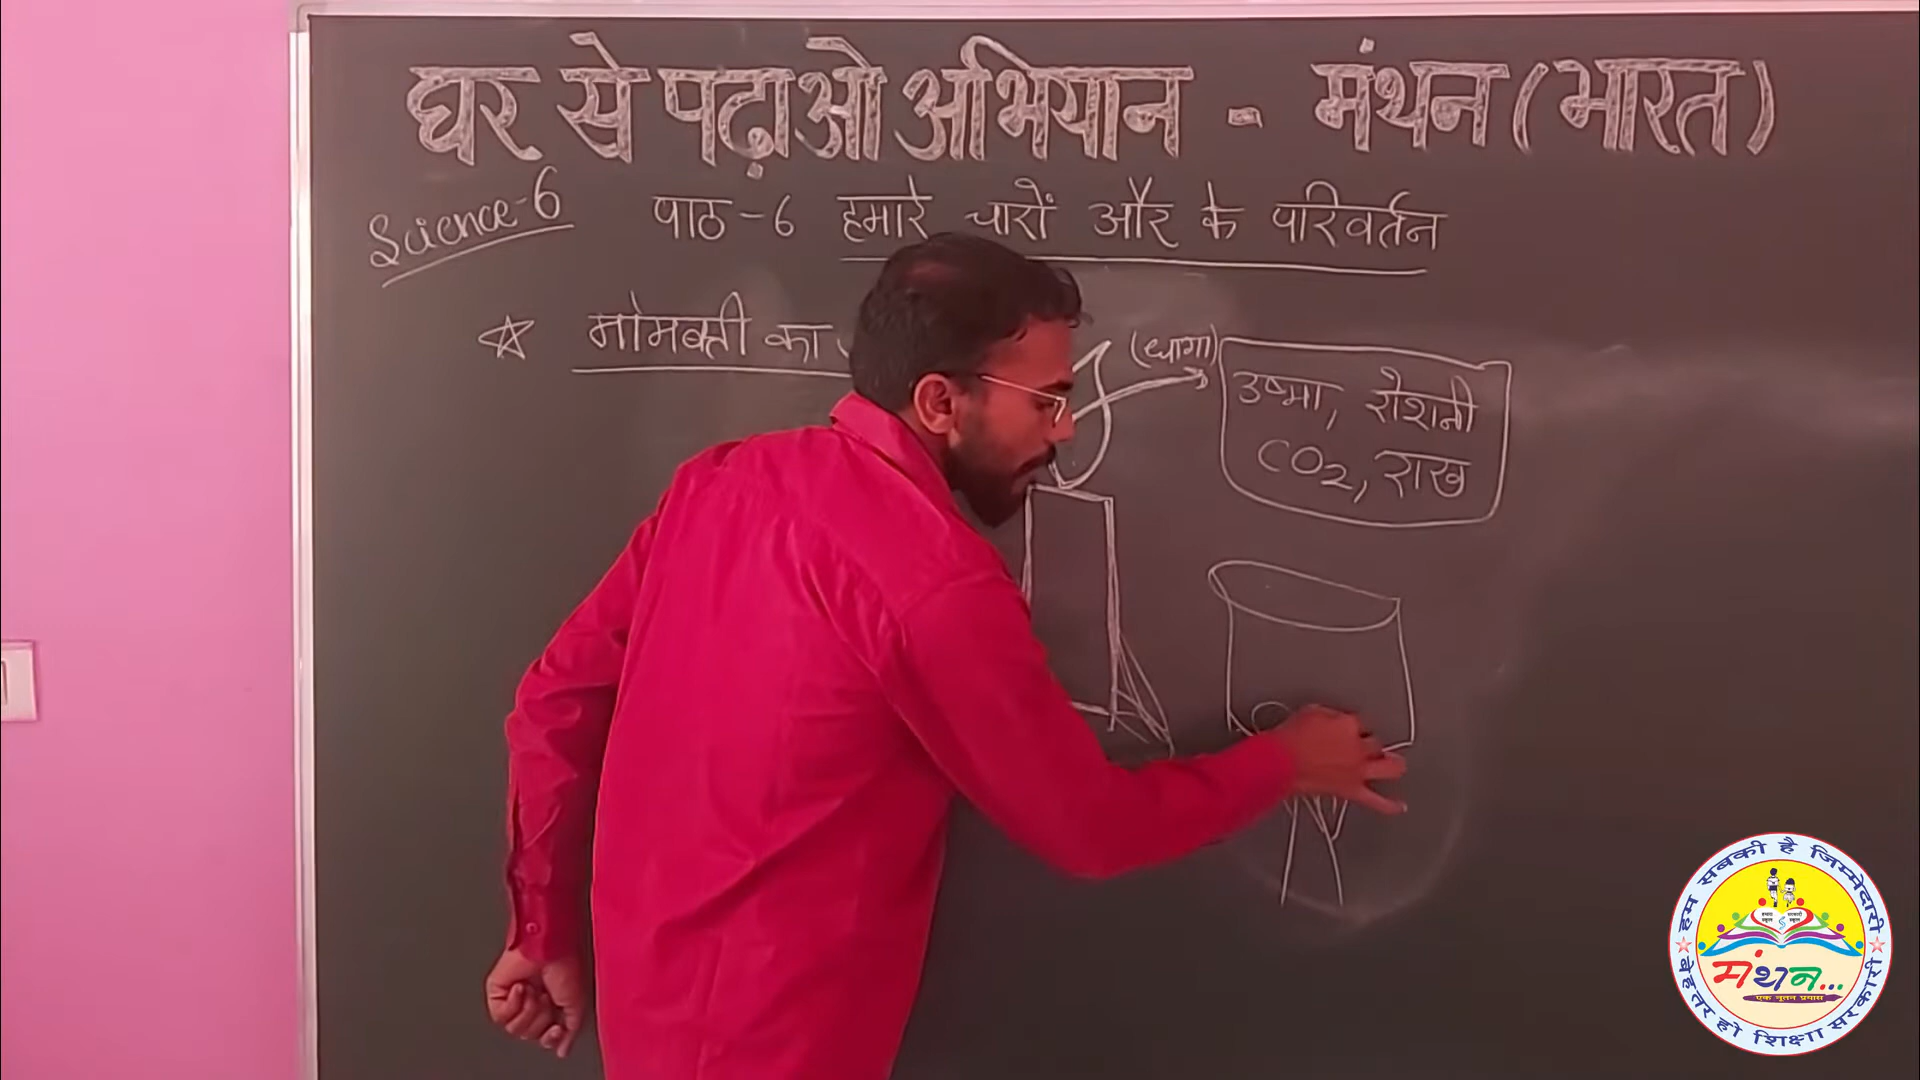 घर से पढ़ाओ अभियान - मंथन (भारत)
Science-6
पाठ-6 हमारे चारों और के परिवर्तन
☆ मोमबत्ती का
(धागा)
उष्मा, रोशनी
CO2, राख
हम सबकी है जिम्मेदारी
मंथन...
एक नूतन प्रयास
बेहतर हो शिक्षा सरकारी